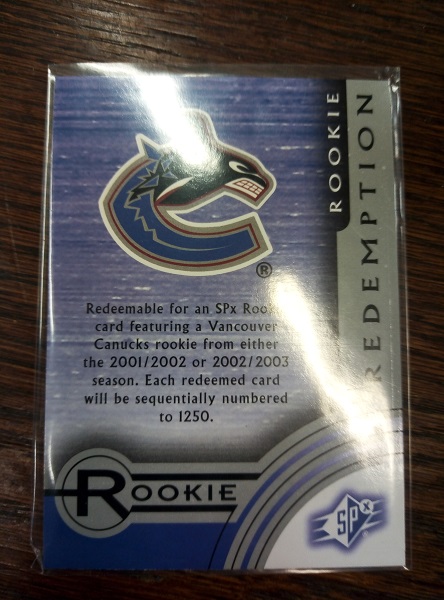 ROOKIE
REDEMPTION
®
Redeemable for an SPx
card featuring a Vancouver
Canucks rookie from either
the 2001/2002 or 2002/2003
season. Each redeemed card
will be sequentially numbered
to 1250.
ROOKIE
SPx